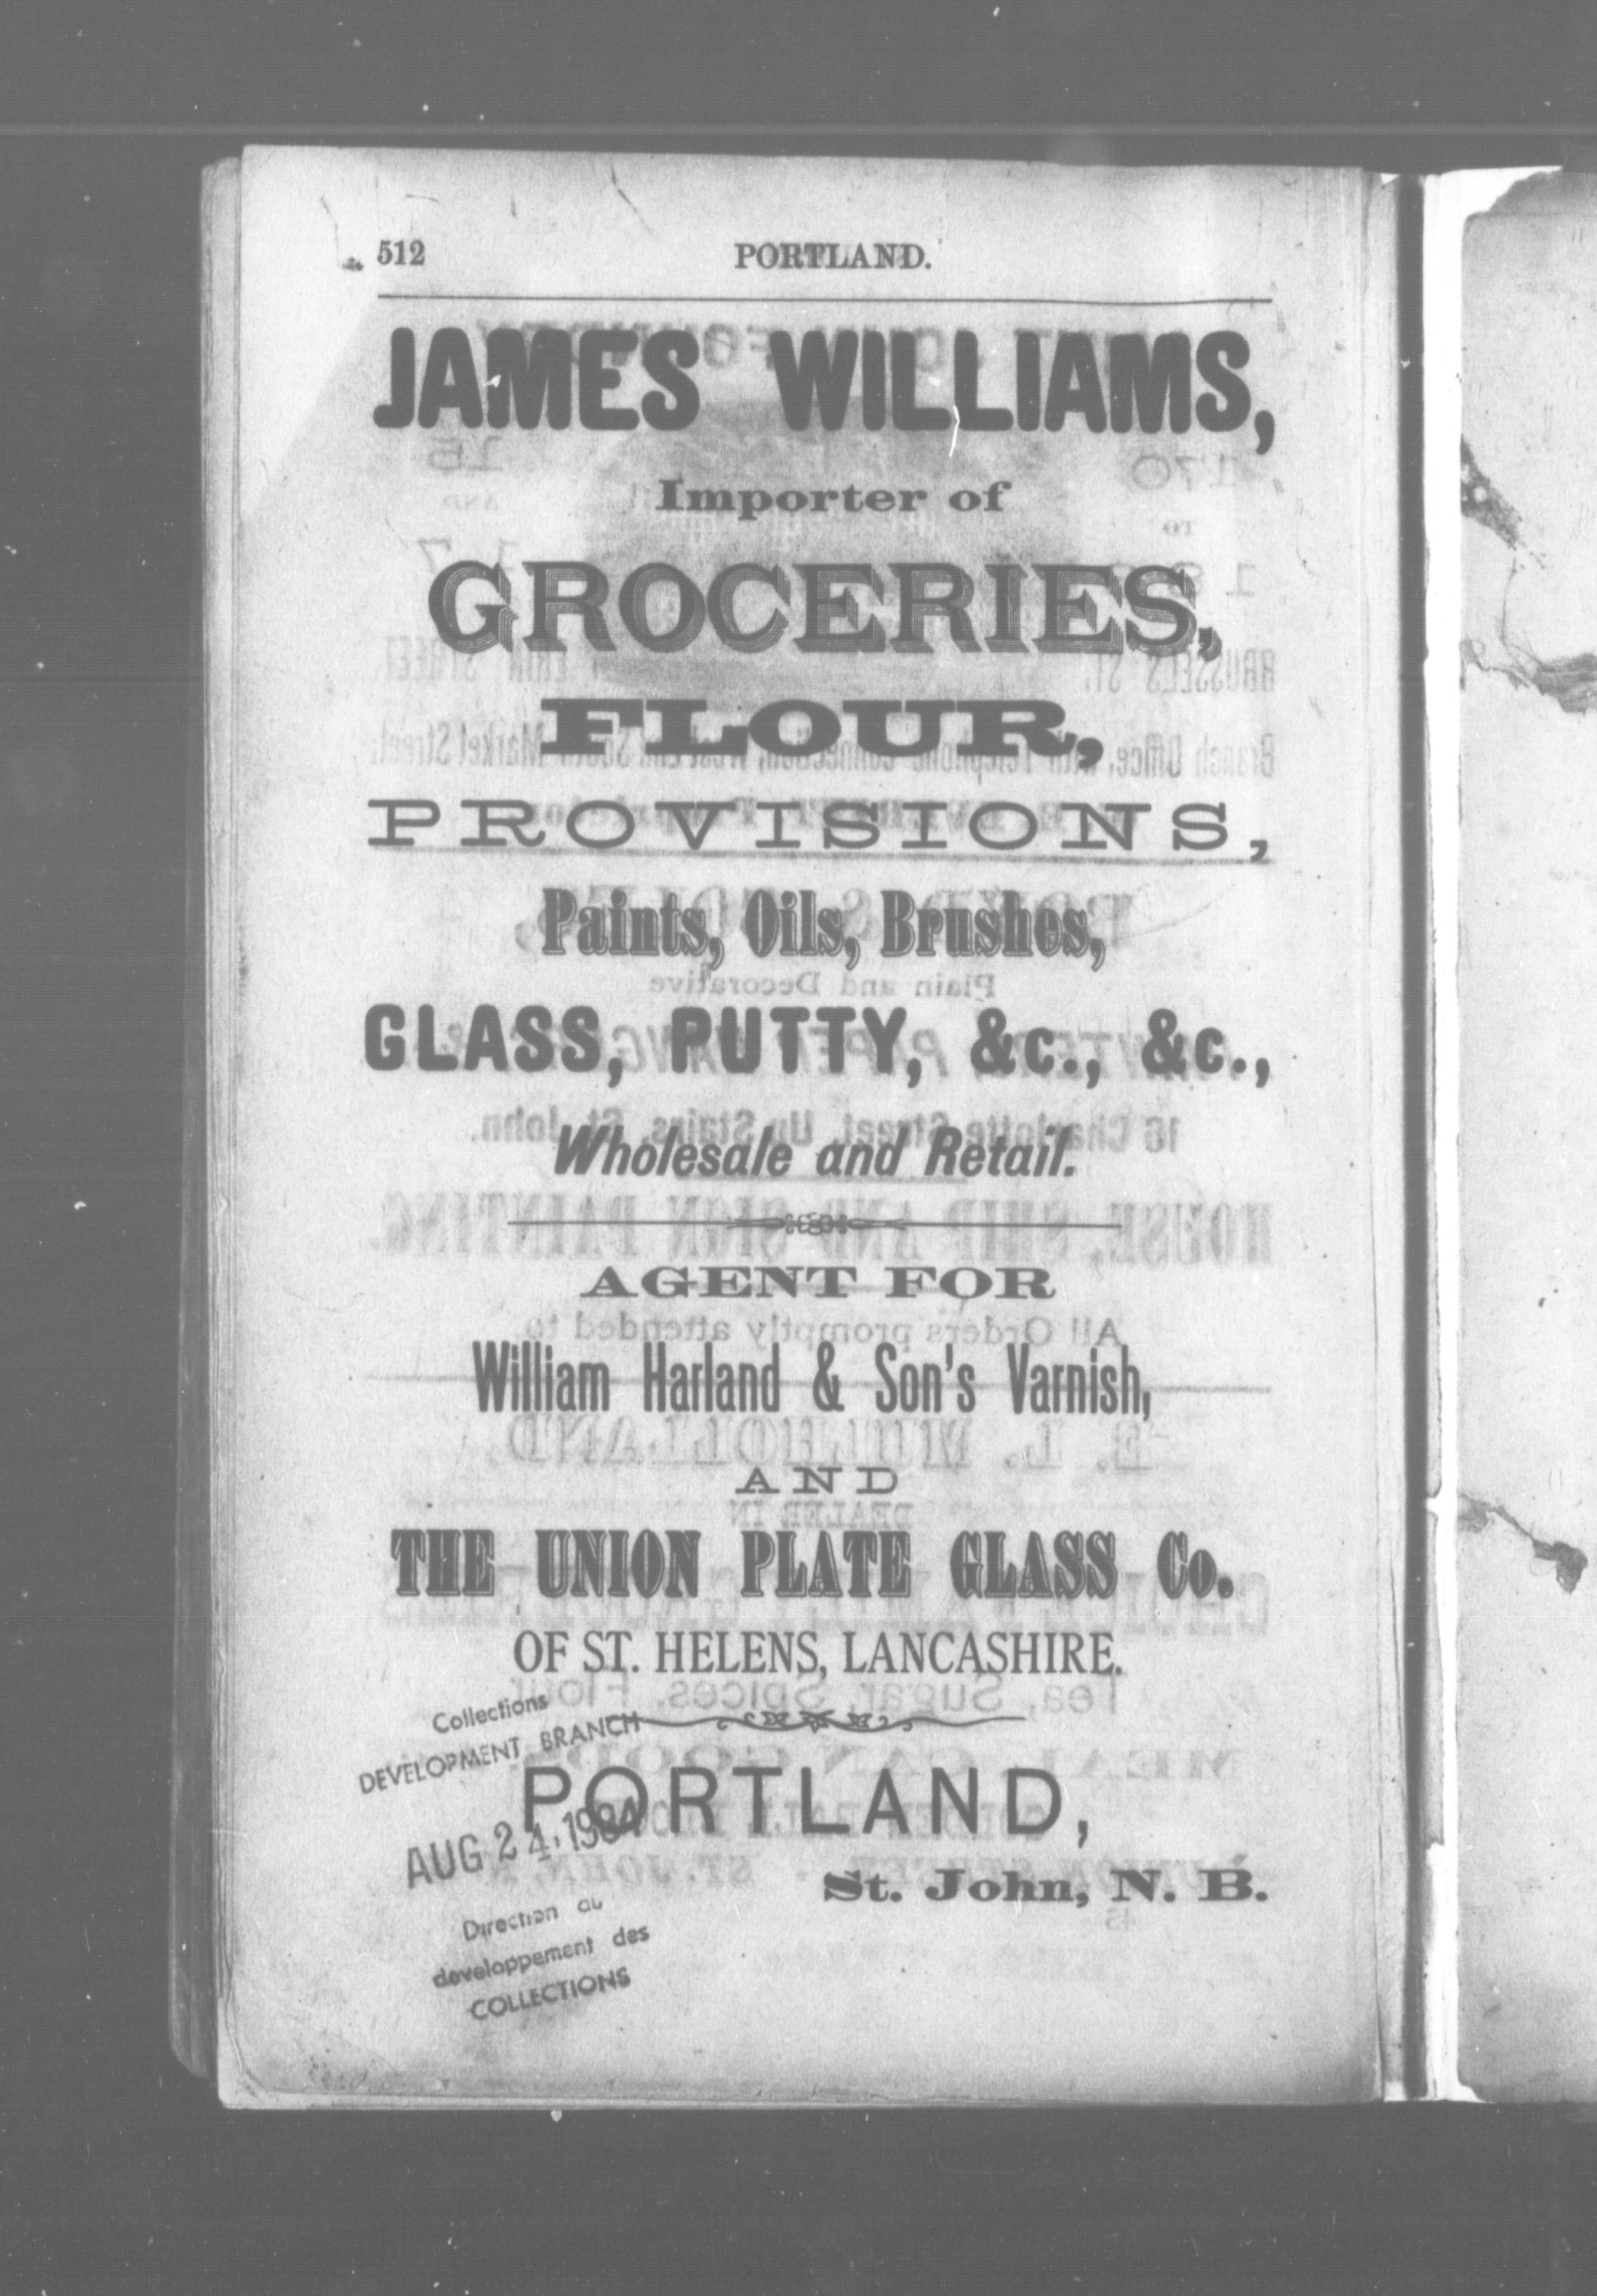 512 PORTLAND.
JAMES WILLIAMS,
Importer of
GROCERIES,
FLOUR,
PROVISIONS,
Paints, Oils, Brushes,
GLASS, PUTTY, &c., &c.,
Wholesale and Retail.
AGENT FOR
William Harland & Son's Varnish,
AND
THE UNION PLATE GLASS Co.
OF ST. HELENS, LANCASHIRE.
PORTLAND,
St. John, N. B.
Collections
DEVELOPMENT BRANCH
AUG 24, 1984
Direction du
developpement des
COLLECTIONS